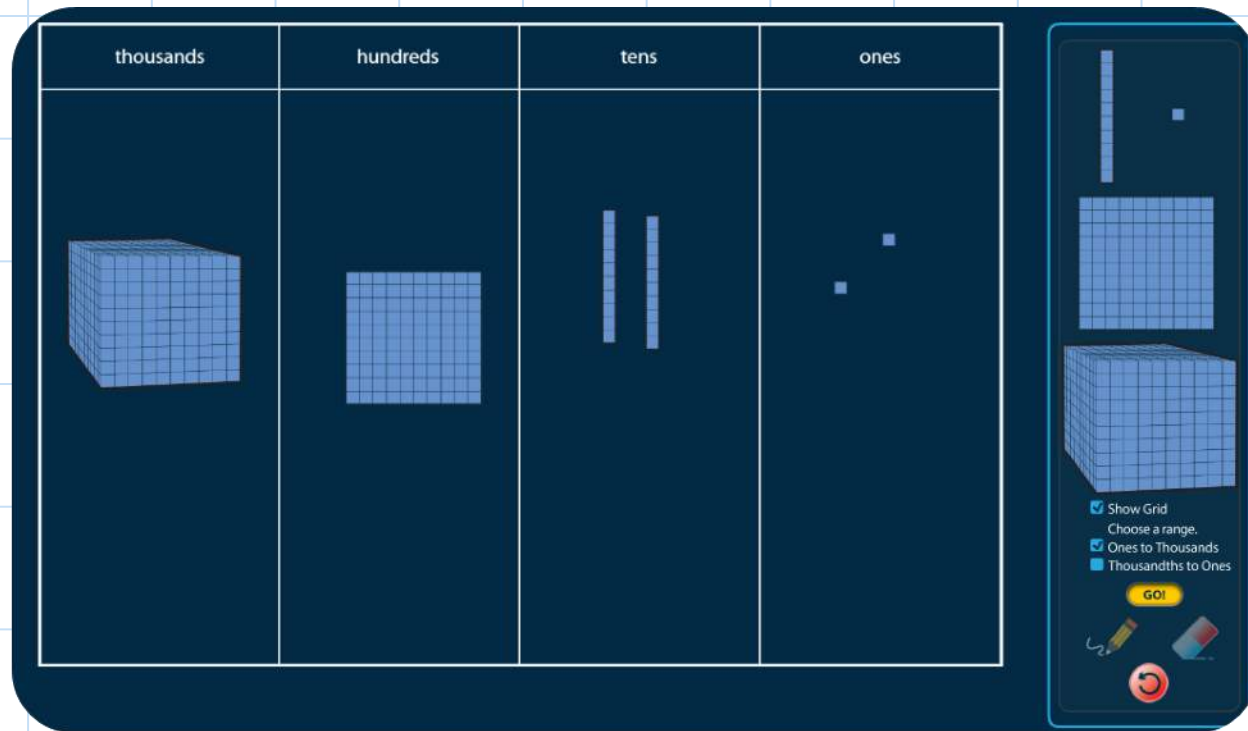 thousands hundreds tens ones
Show Grid
Choose a range.
Ones to Thousands
Thousandths to Ones
GO!